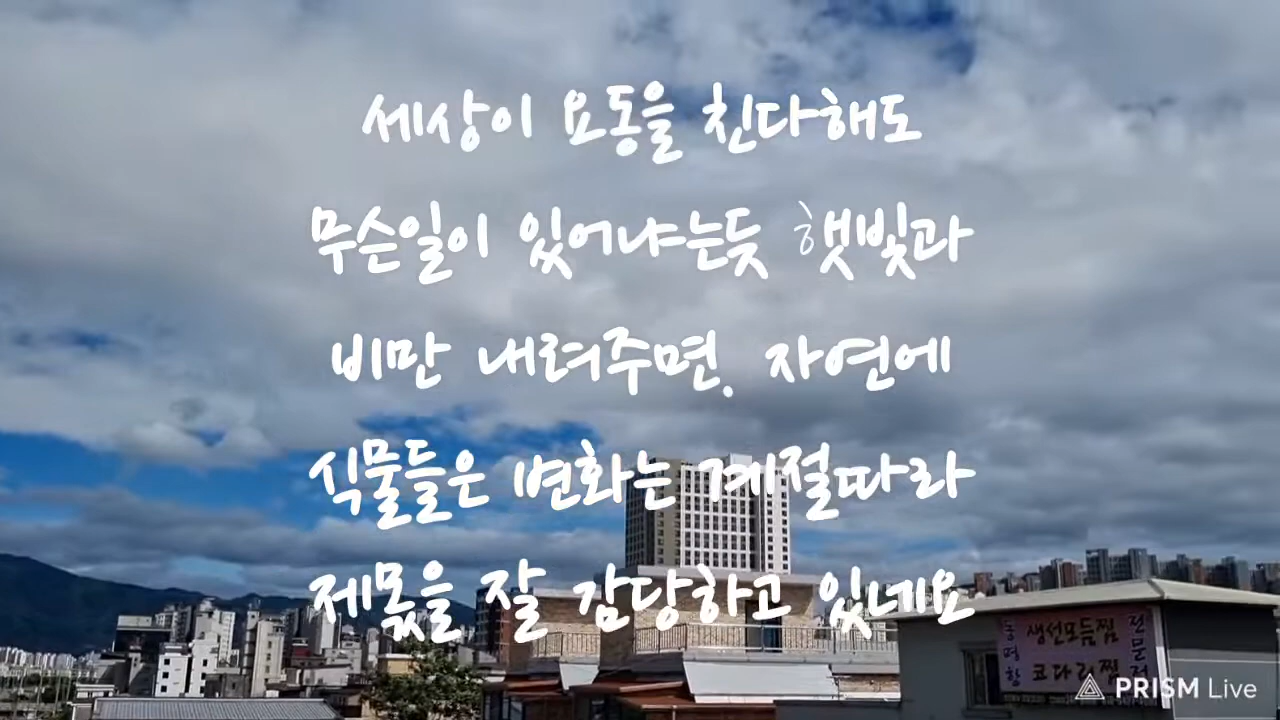 세상이 요동을 친다해도
무슨일이 있어냐는듯 햇빛과
비만 내려주면. 자연에
식물들은 변화는 계절따라
제몫을 잘 감당하고 있네요
생선모듬찜
코다리찜
전문점
PRISM Live